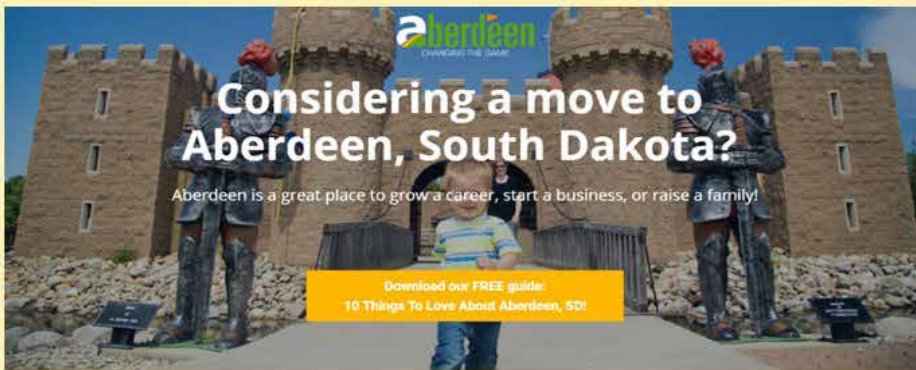 aberdeen
CHANGING THE GAME
Considering a move to
Aberdeen, South Dakota?
Aberdeen is a great place to grow a career, start a business, or raise a family!
Download our FREE guide:
10 Things To Love About Aberdeen, SD!